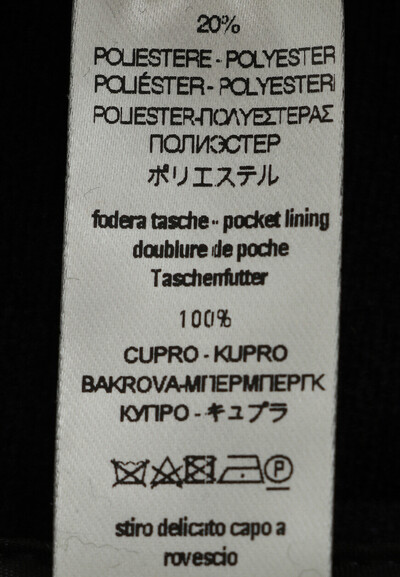 20%
POLIESTERE - POLYESTER
POLIÉSTER - POLYESTERI
POLIESTER-ΠΟΛΥΕΣΤΕΡΑΣ
ПОЛИЭСТЕР
ポリエステル
fodera tasche - pocket lining
doublure de poche
Taschenfutter
100%
CUPRO - KUPRO
BAKROVA-ΜΠΕΡΜΠΕΡΓΚ
КУПРО - キュプラ
P
stiro delicato capo a
rovescio